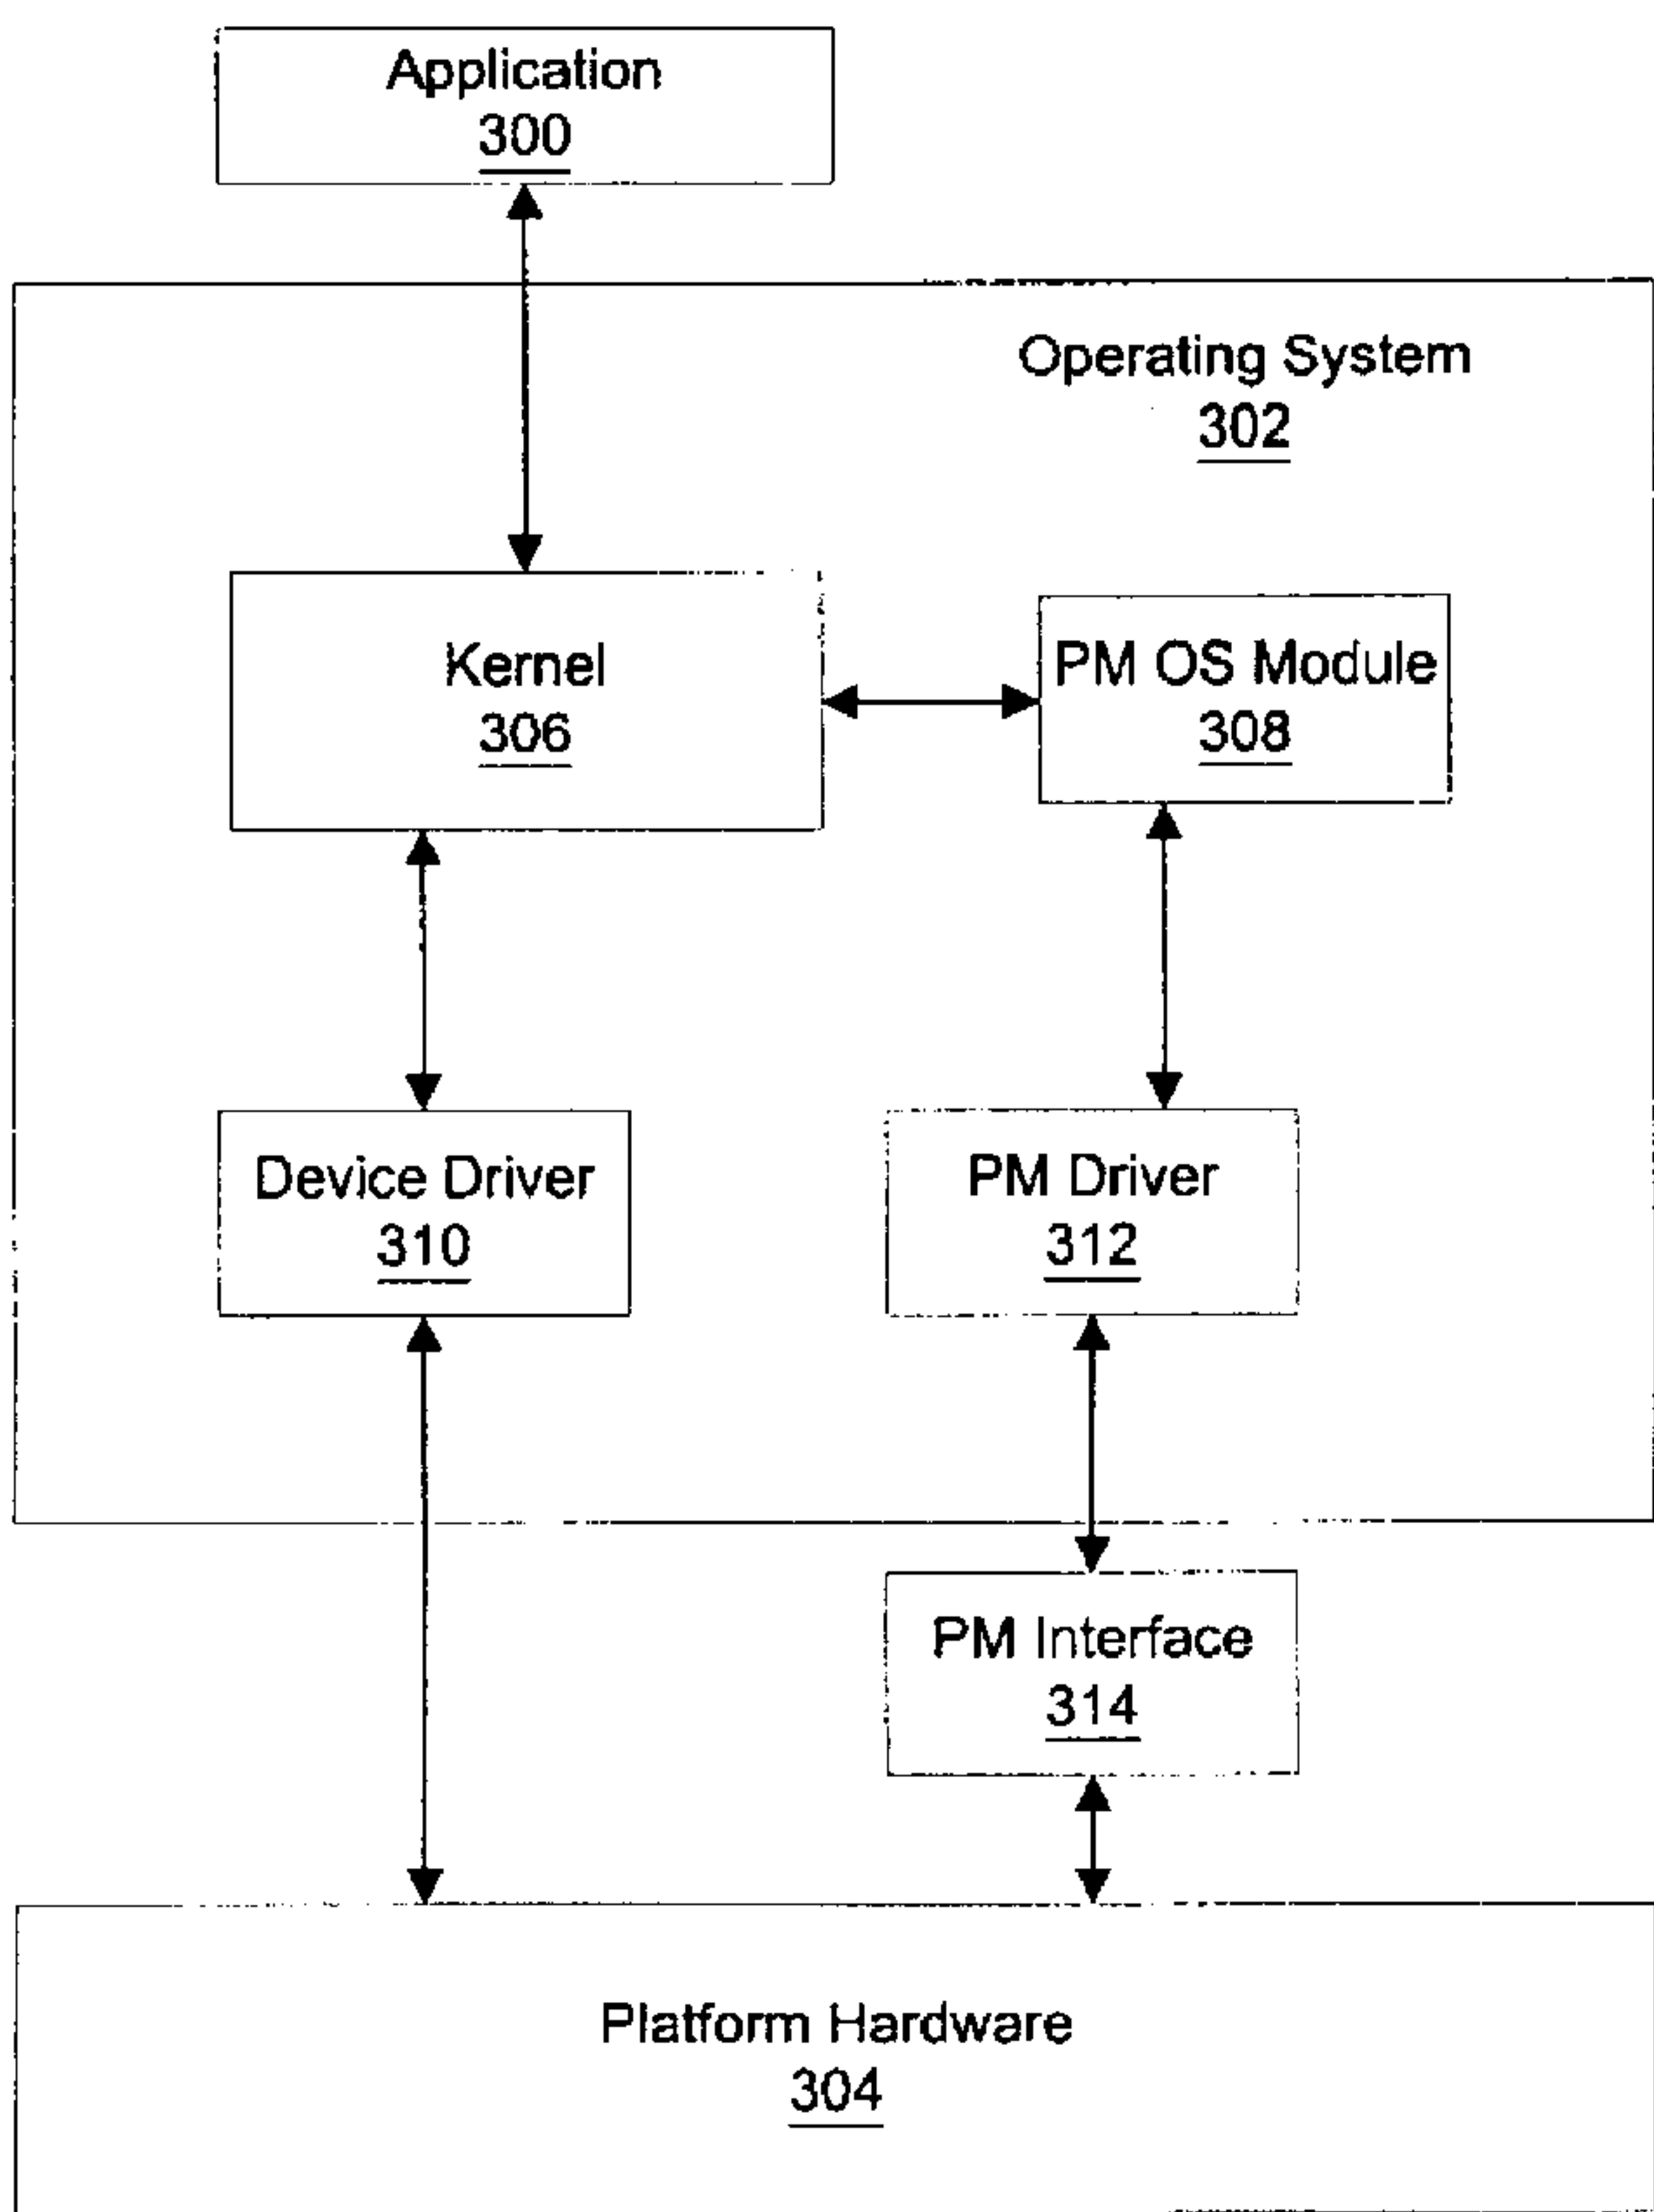 Application
300
Operating System
302
Kernel
306
PM OS Module
308
Device Driver
310
PM Driver
312
PM Interface
314
Platform Hardware
304